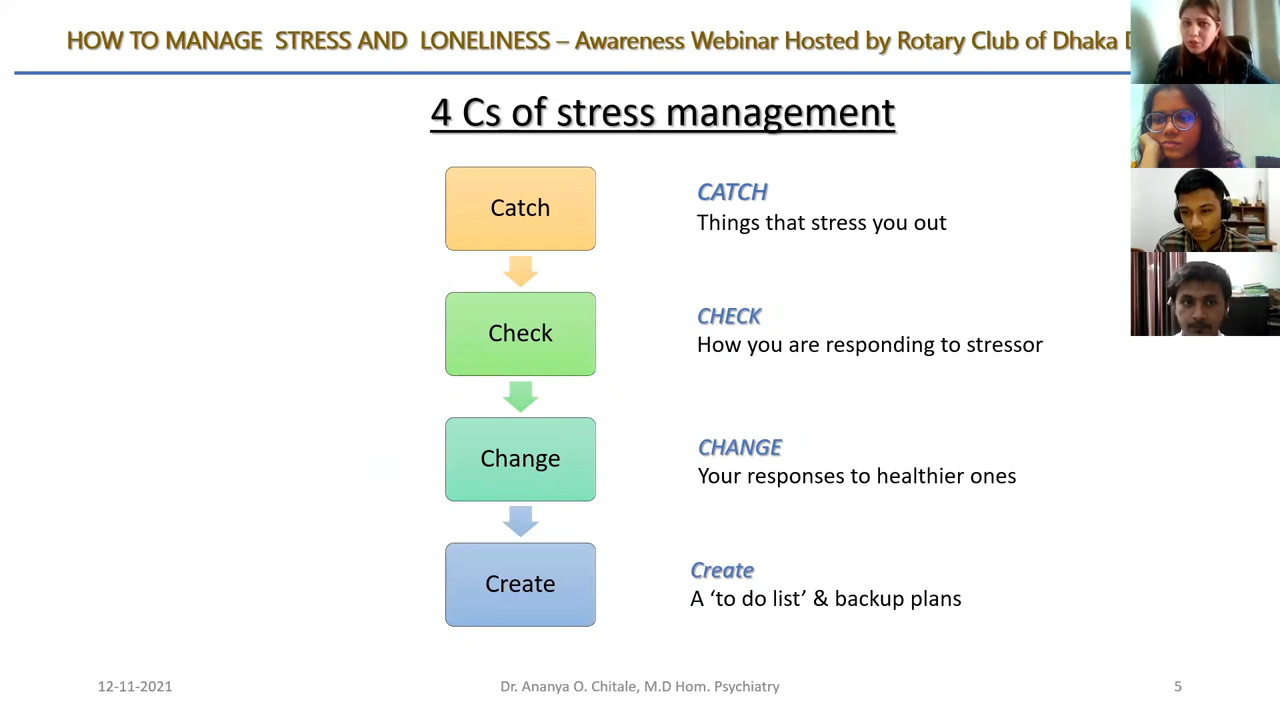 HOW TO MANAGE STRESS AND LONELINESS – Awareness Webinar Hosted by Rotary Club of Dhaka
4 Cs of stress management
Catch
CATCH
Things that stress you out
Check
CHECK
How you are responding to stressor
Change
CHANGE
Your responses to healthier ones
Create
Create
A ‘to do list’ & backup plans
12-11-2021
Dr. Ananya O. Chitale, M.D Hom. Psychiatry
5